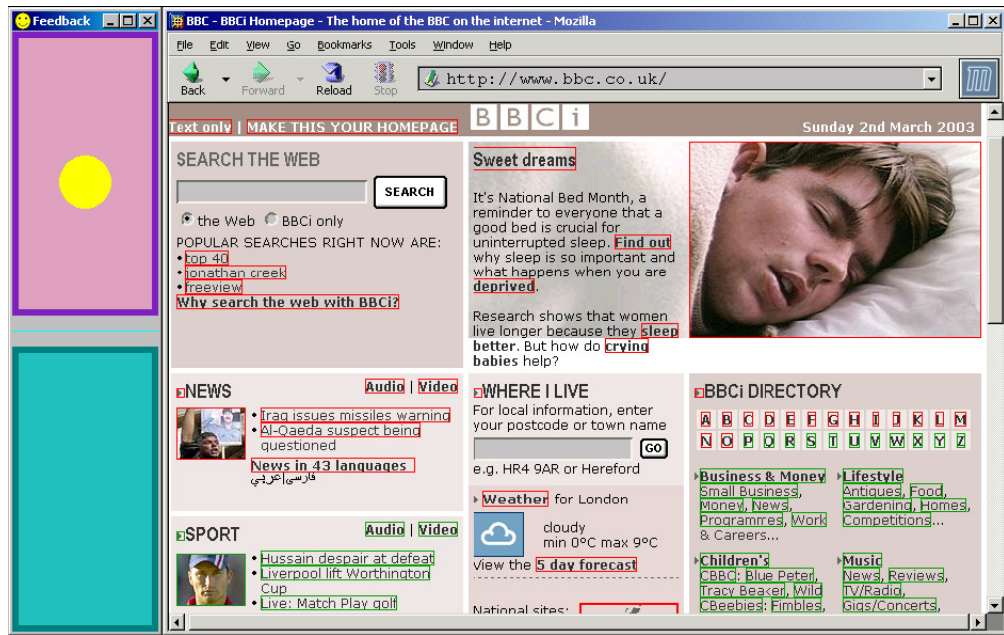 Feedback
BBC - BBCi Homepage - The home of the BBC on the internet - Mozilla
File Edit View Go Bookmarks Tools Window Help
Back Forward Reload Stop http://www.bbc.co.uk/
BBCi
Text only | MAKE THIS YOUR HOMEPAGE
Sunday 2nd March 2003
SEARCH THE WEB
SEARCH
the Web BBCi only
POPULAR SEARCHES RIGHT NOW ARE:
•top 40
•jonathan creek
•freeview
Why search the web with BBCi?
Sweet dreams
It's National Bed Month, a
reminder to everyone that a
good bed is crucial for
uninterrupted sleep. Find out
why sleep is so important and
what happens when you are
deprived.
Research shows that women
live longer because they sleep
better. But how do crying
babies help?
NEWS
Audio | Video
• Iraq issues missiles warning
• Al-Qaeda suspect being
questioned
News in 43 languages
فارسی|عربي
SPORT
Audio | Video
• Hussain despair at defeat
• Liverpool lift Worthington
Cup
• Live: Match Play golf
WHERE I LIVE
For local information, enter
your postcode or town name
GO
e.g. HR4 9AR or Hereford
Weather for London
cloudy
min 0°C max 9°C
View the 5 day forecast
National sites:
BBCi DIRECTORY
A B C D E F G H I J K L M
N O P Q R S T U V W X Y Z
Business & Money
Small Business,
Money, News,
Programmes, Work
& Careers...
Lifestyle
Antiques, Food,
Gardening, Homes,
Competitions...
Children's
CBBC: Blue Peter,
Tracy Beaker, Wild
CBeebies: Fimbles,
Music
News, Reviews,
TV/Radio,
Gigs/Concerts,